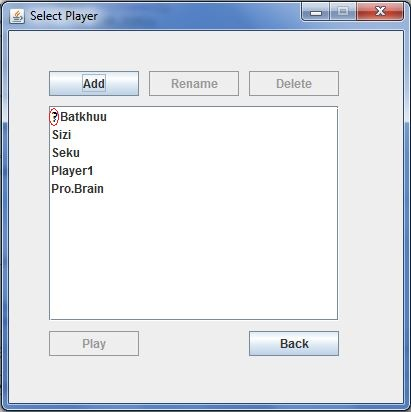 Select Player
Add Rename Delete
?Batkhuu
Sizi
Seku
Player1
Pro.Brain
Play Back